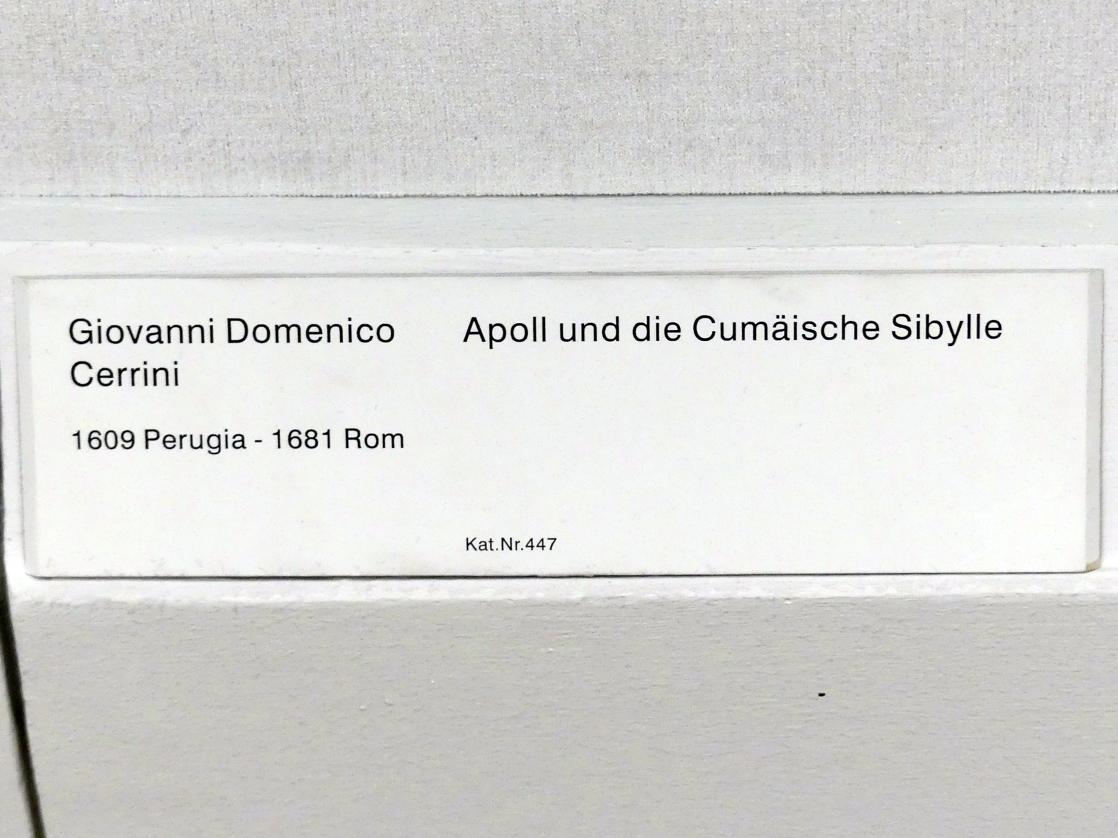 Giovanni Domenico
Cerrini
1609 Perugia - 1681 Rom
Apoll und die Cumäische Sibylle
Kat.Nr.447